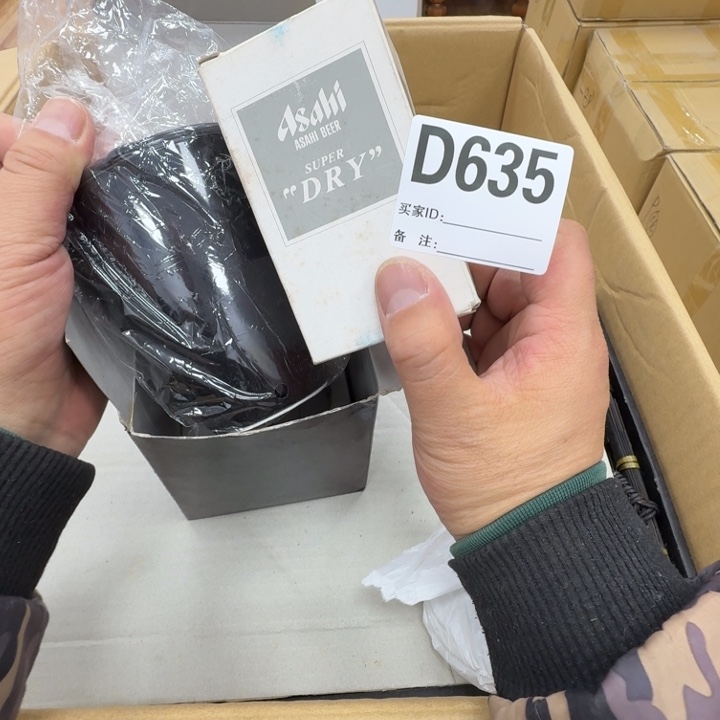 Asahi
ASAHI BEER
SUPER
"DRY"
D635
买家ID:
备 注: